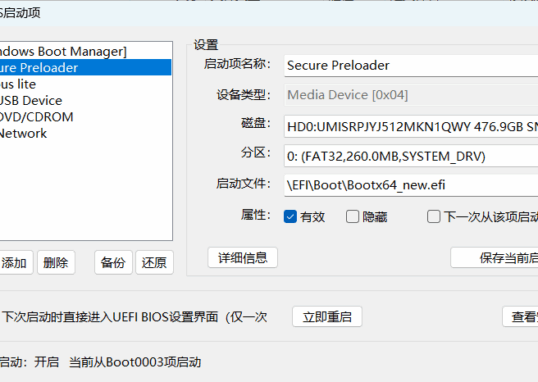 S启动项
ndows Boot Manager]
ure Preloader
us lite
USB Device
DVD/CDROM
Network
添加 删除 备份 还原
设置
启动项名称: Secure Preloader
设备类型: Media Device [0x04]
磁盘: HD0:UMISRPJYJ512MKN1QWY 476.9GB SN
分区: 0: (FAT32,260.0MB,SYSTEM_DRV)
启动文件: \EFI\Boot\Bootx64_new.efi
属性: 有效 隐藏 下一次从该项启动
详细信息 保存当前启
下次启动时直接进入UEFI BIOS设置界面（仅一次 立即重启 查看
启动: 开启 当前从Boot0003项启动